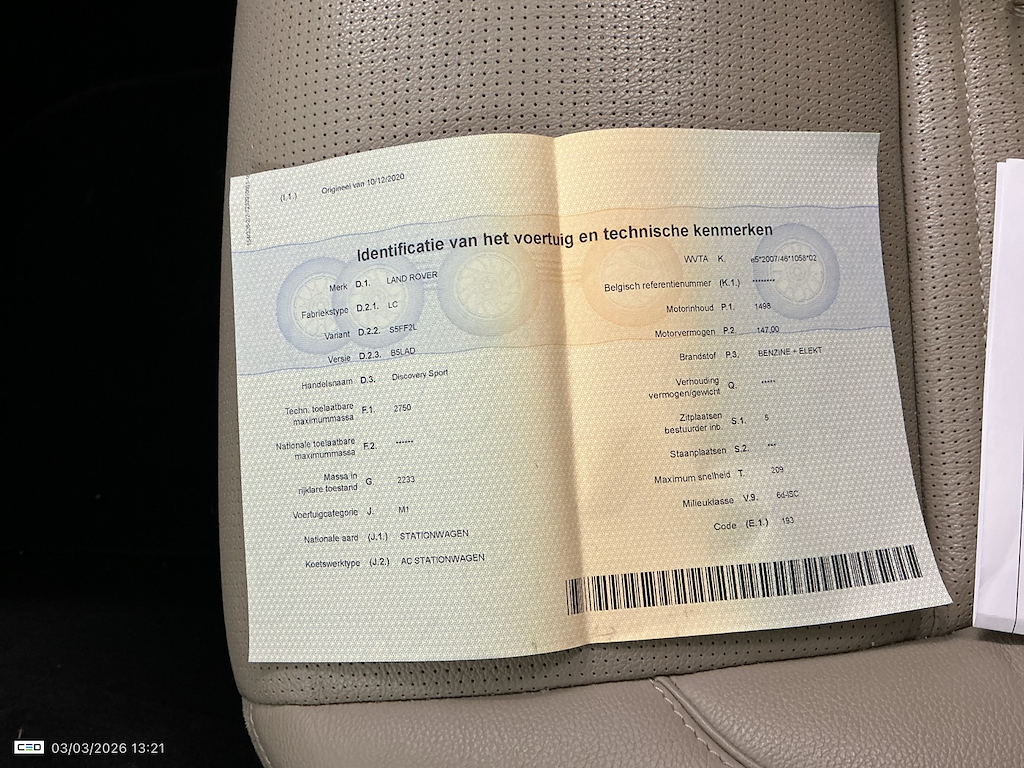 (I.1.) Origineel van 10/12/2020
Identificatie van het voertuig en technische kenmerken
Merk D.1. LAND ROVER
Fabriekstype D.2.1. LC
Variant D.2.2. S5FF2L
Versie D.2.3. B5LAD
Handelsnaam D.3. Discovery Sport
Techn. toelaatbare
maximummassa F.1. 2750
Nationale toelaatbare
maximummassa F.2. ******
Massa in
rijklare toestand G. 2233
Voertuigcategorie J. M1
Nationale aard (J.1.) STATIONWAGEN
Koetswerktype (J.2.) AC STATIONWAGEN
WVTA K. e5*2007/46*1058*02
Belgisch referentienummer (K.1.) ********
Motorinhoud P.1. 1498
Motorvermogen P.2. 147,00
Brandstof P.3. BENZINE + ELEKT
Verhouding
vermogen/gewicht Q. *****
Zitplaatsen
bestuurder inb. S.1. 5
Staanplaatsen S.2. ***
Maximum snelheid T. 209
Milieuklasse V.9. 6d-ISC
Code (E.1.) 193
CEO 03/03/2026 13:21